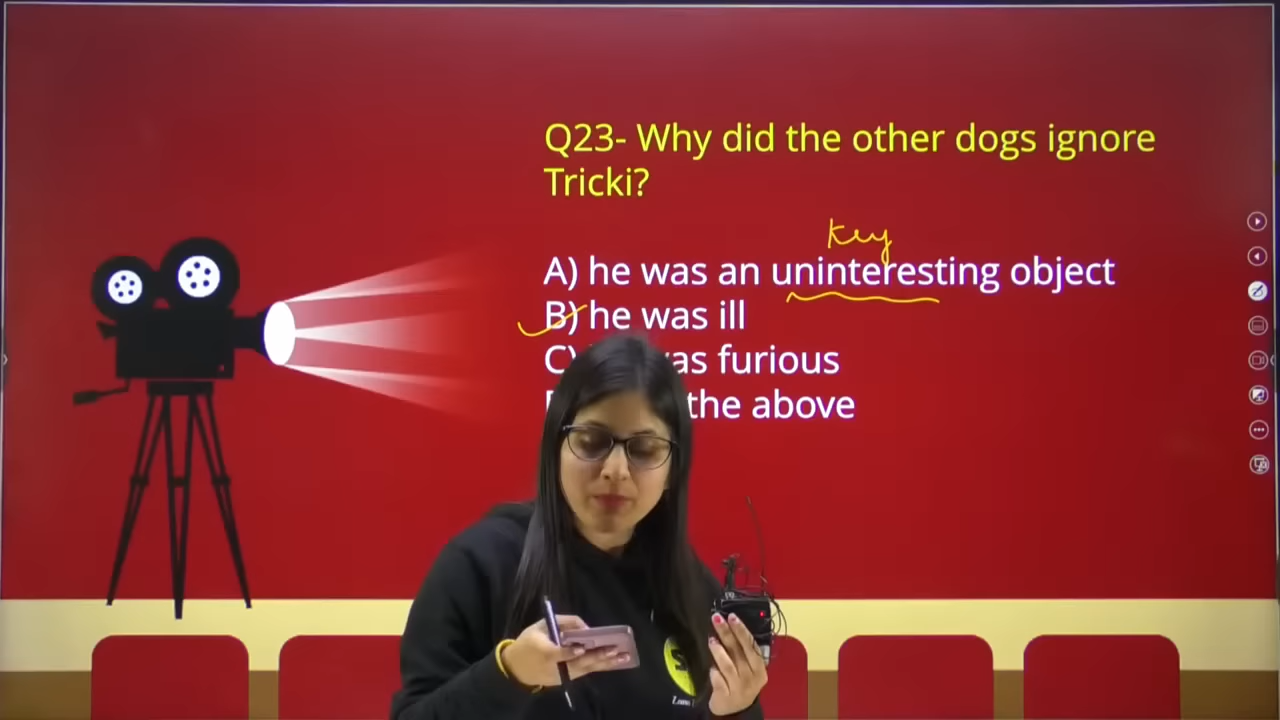 Q23- Why did the other dogs ignore
Tricki?
Key
A) he was an uninteresting object
B) he was ill
C) was furious
the above